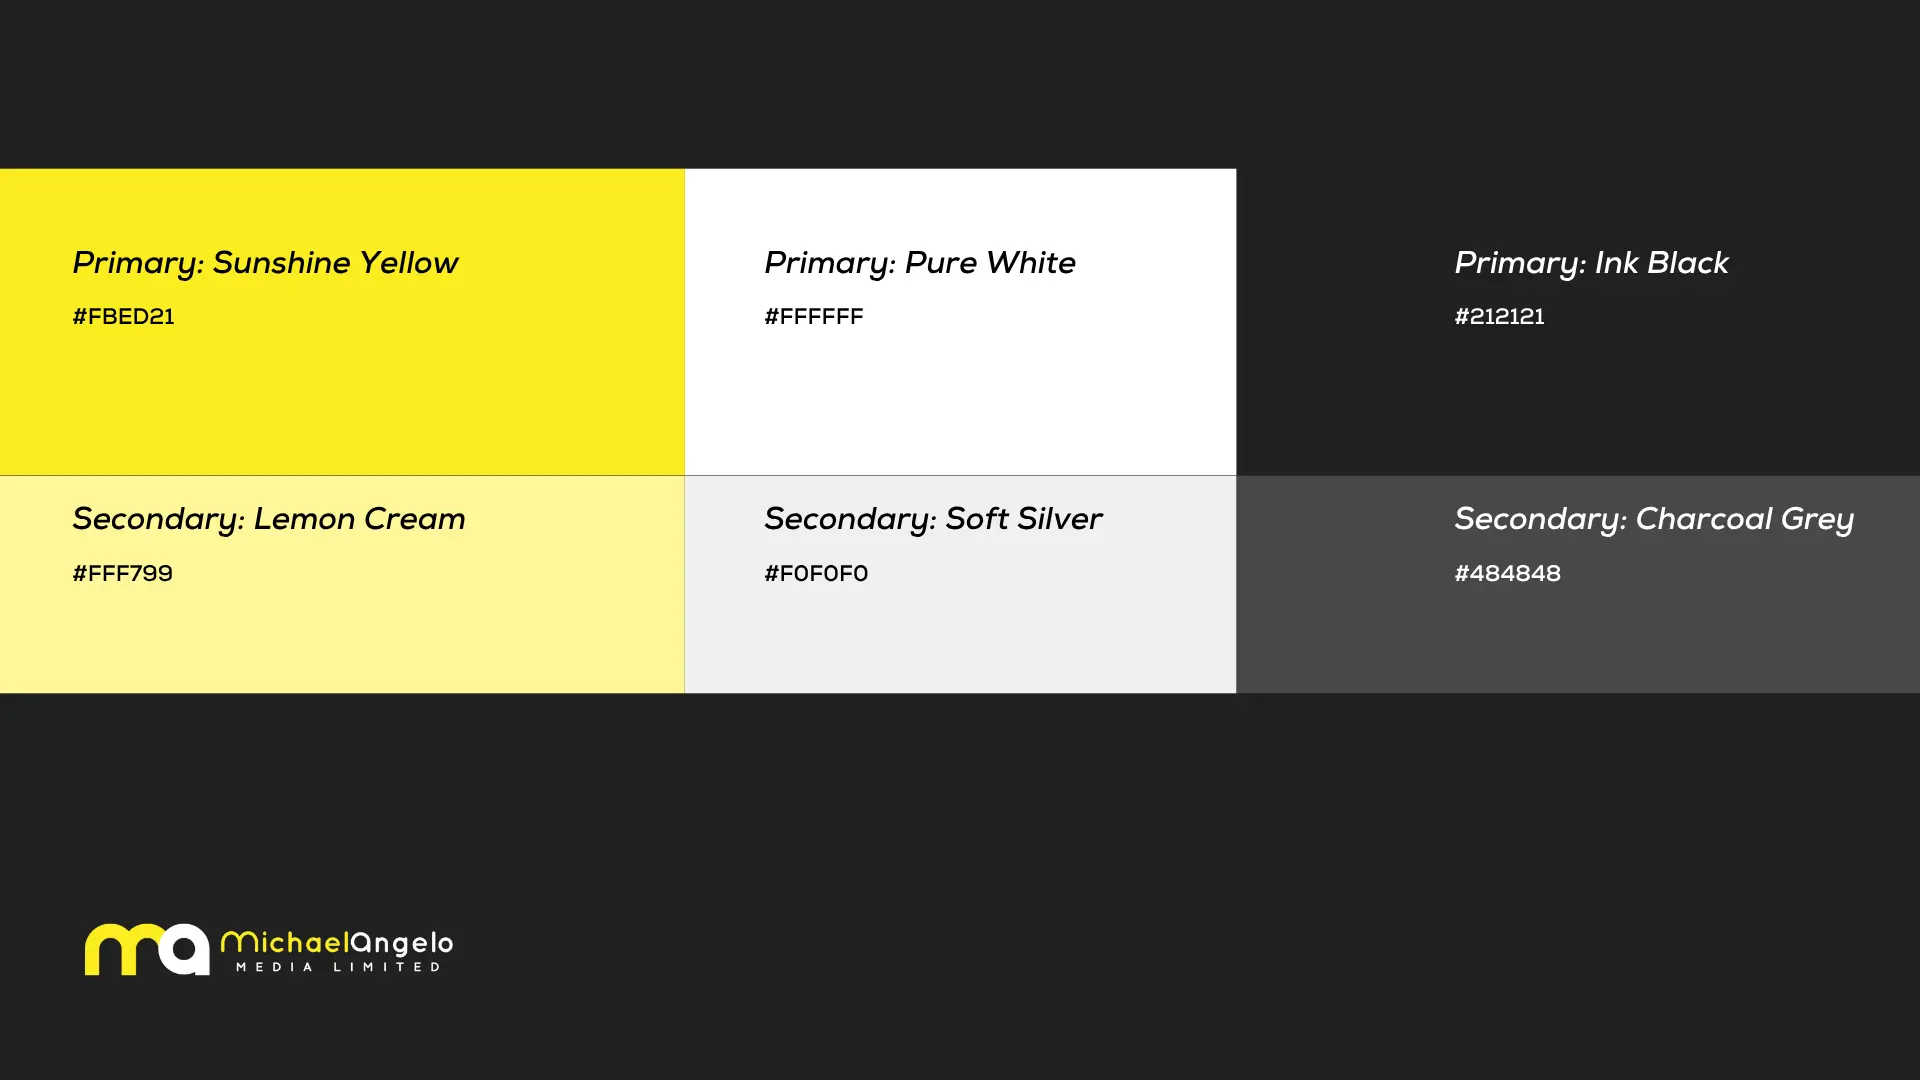 Primary: Sunshine Yellow
#FBED21
Primary: Pure White
#FFFFFF
Primary: Ink Black
#212121
Secondary: Lemon Cream
#FFF799
Secondary: Soft Silver
#F0F0F0
Secondary: Charcoal Grey
#484848
ma
MichaelAngelo
MEDIA LIMITED